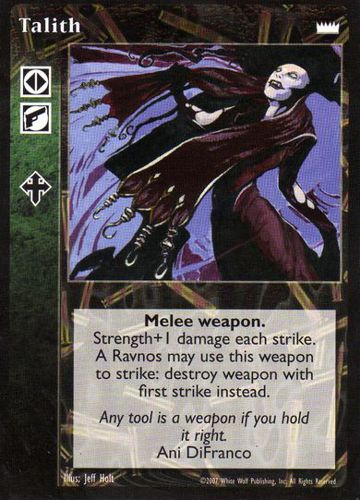 Talith
Melee weapon.
Strength+1 damage each strike.
A Ravnos may use this weapon
to strike: destroy weapon with
first strike instead.
Any tool is a weapon if you hold
it right.
Ani DiFranco
Illus: Jeff Holt
©2007, White Wolf Publishing, Inc. All Rights Reserved.